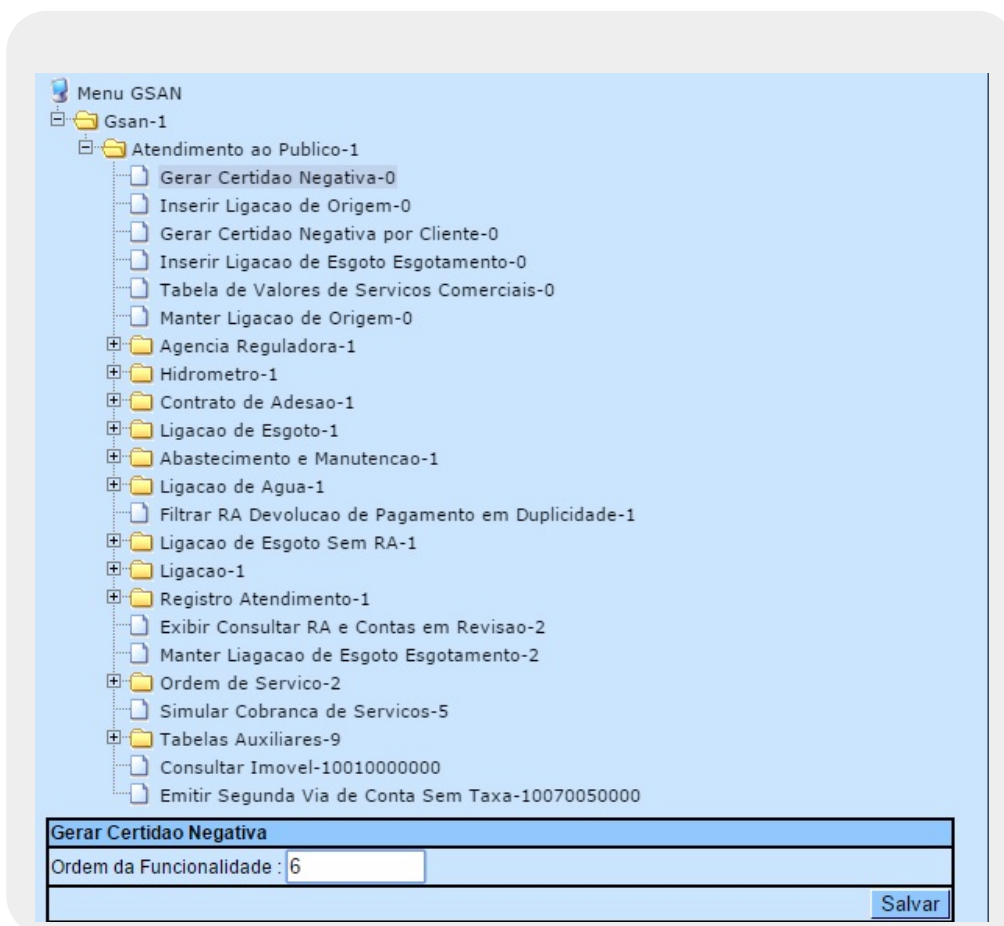 Menu GSAN
Gsan-1
Atendimento ao Publico-1
Gerar Certidao Negativa-0
Inserir Ligacao de Origem-0
Gerar Certidao Negativa por Cliente-0
Inserir Ligacao de Esgoto Esgotamento-0
Tabela de Valores de Servicos Comerciais-0
Manter Ligacao de Origem-0
Agencia Reguladora-1
Hidrometro-1
Contrato de Adesao-1
Ligacao de Esgoto-1
Abastecimento e Manutencao-1
Ligacao de Agua-1
Filtrar RA Devolucao de Pagamento em Duplicidade-1
Ligacao de Esgoto Sem RA-1
Ligacao-1
Registro Atendimento-1
Exibir Consultar RA e Contas em Revisao-2
Manter Liagacao de Esgoto Esgotamento-2
Ordem de Servico-2
Simular Cobranca de Servicos-5
Tabelas Auxiliares-9
Consultar Imovel-10010000000
Emitir Segunda Via de Conta Sem Taxa-10070050000
Gerar Certidao Negativa
Ordem da Funcionalidade : 6
Salvar